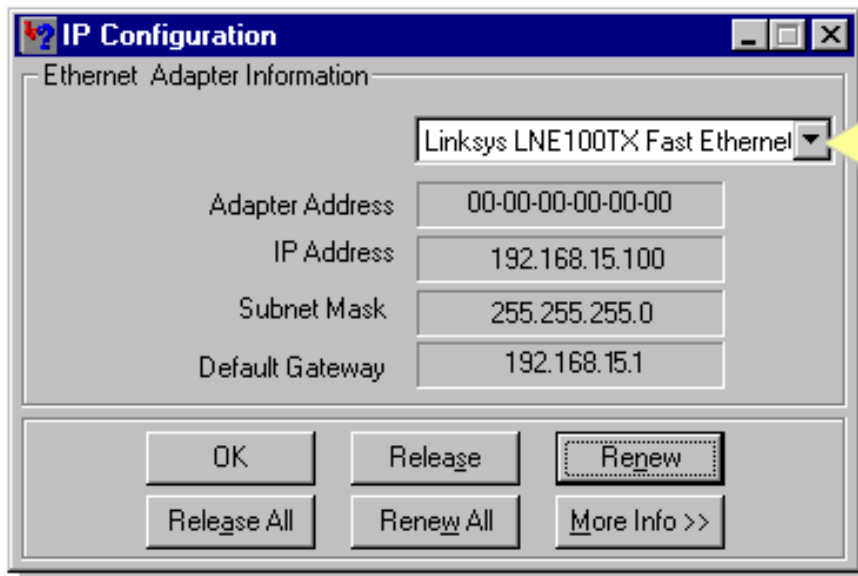 IP Configuration
Ethernet Adapter Information
Linksys LNE100TX Fast Ethernet
Adapter Address 00-00-00-00-00-00
IP Address 192.168.15.100
Subnet Mask 255.255.255.0
Default Gateway 192.168.15.1
OK Release Renew
Release All Renew All More Info >>